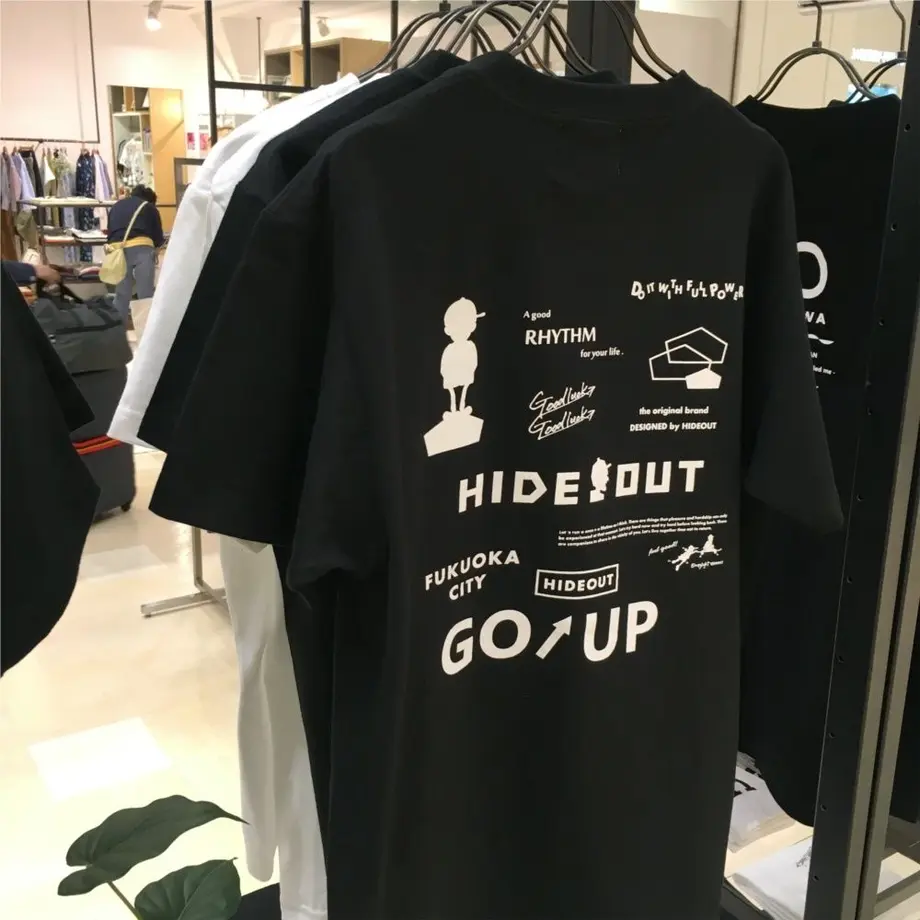 DO IT WITH FULL POWER
A good
RHYTHM
for your life.
Good luck
Good luck
the original brand
DESIGNED by HIDEOUT
HIDEOUT
FUKUOKA
CITY
HIDEOUT
GO UP
O
WA